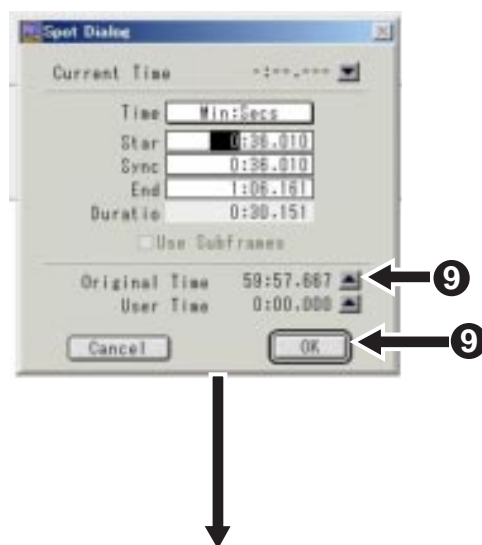 Spot Dialog
Current Time -:--.---
Time Min:Secs
Star 0:36.010
Sync 0:36.010
End 1:06.161
Duratio 0:30.151
Use Subframes
Original Time 59:57.667 9
User Time 0:00.000
Cancel OK 9